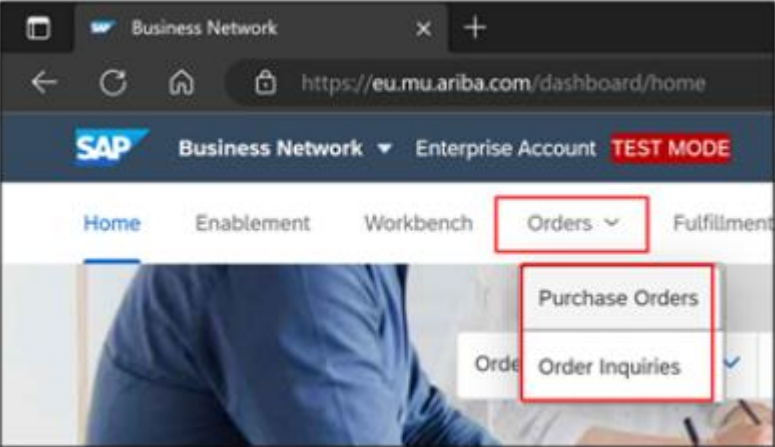 Business Network
https://eu.mu.ariba.com/dashboard/home
SAP Business Network Enterprise Account TEST MODE
Home Enablement Workbench Orders Fulfillment
Purchase Orders
Orde
Order Inquiries